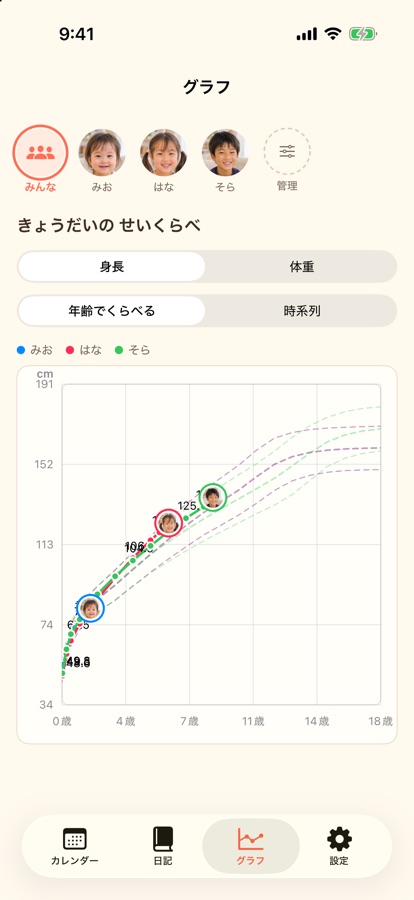 9:41
グラフ
みんな みお はな そら 管理
きょうだいの せいくらべ
身長 体重
年齢でくらべる 時系列
みお はな そら
cm
191
152
113
74
34
0歳 4歳 7歳 11歳 14歳 18歳
カレンダー 日記 グラフ 設定